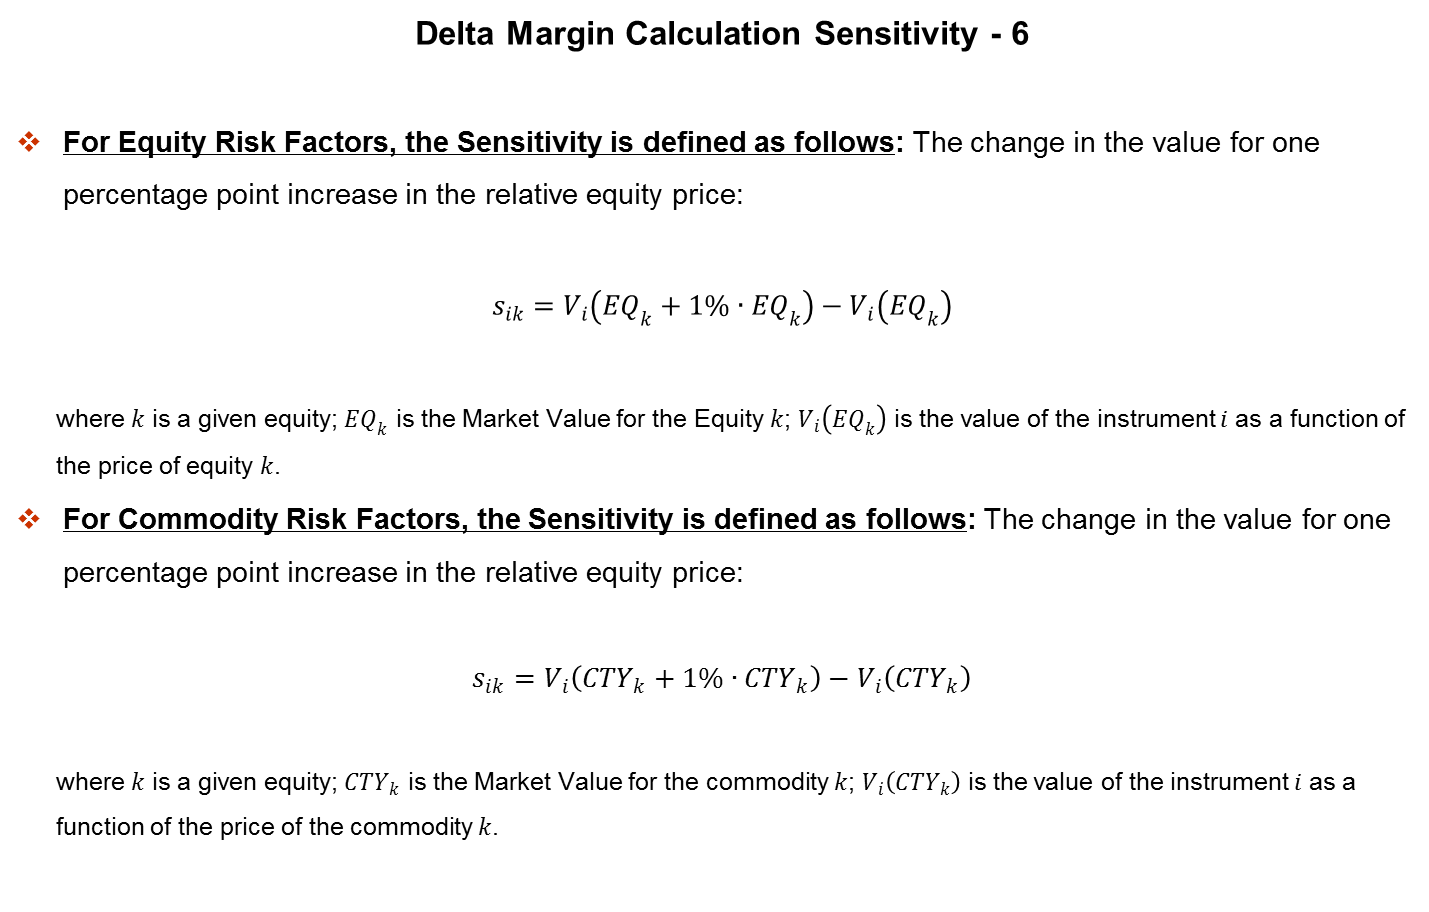 Delta Margin Calculation Sensitivity - 6
❖ For Equity Risk Factors, the Sensitivity is defined as follows: The change in the value for one
percentage point increase in the relative equity price:
s_{ik} = V_i(EQ_k + 1% · EQ_k) − V_i(EQ_k)
where k is a given equity; EQ_k is the Market Value for the Equity k; V_i(EQ_k) is the value of the instrument i as a function of
the price of equity k.
❖ For Commodity Risk Factors, the Sensitivity is defined as follows: The change in the value for one
percentage point increase in the relative equity price:
s_{ik} = V_i(CTY_k + 1% · CTY_k) − V_i(CTY_k)
where k is a given equity; CTY_k is the Market Value for the commodity k; V_i(CTY_k) is the value of the instrument i as a
function of the price of the commodity k.